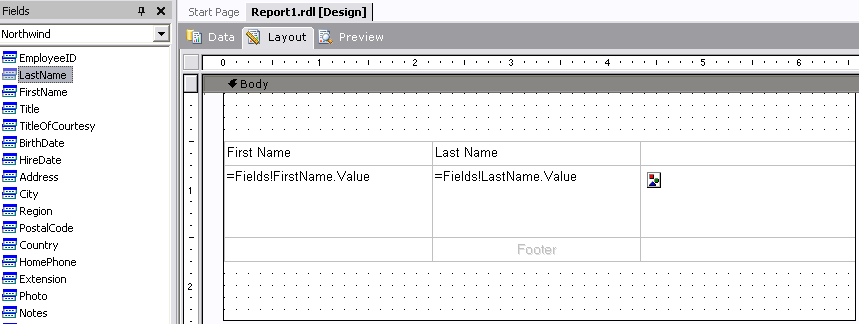 Fields
Northwind
EmployeeID
LastName
FirstName
Title
TitleOfCourtesy
BirthDate
HireDate
Address
City
Region
PostalCode
Country
HomePhone
Extension
Photo
Notes
Start Page Report1.rdl [Design]
Data Layout Preview
0 1 2 3 4 5 6
Body
First Name Last Name
=Fields!FirstName.Value =Fields!LastName.Value
1
Footer
2